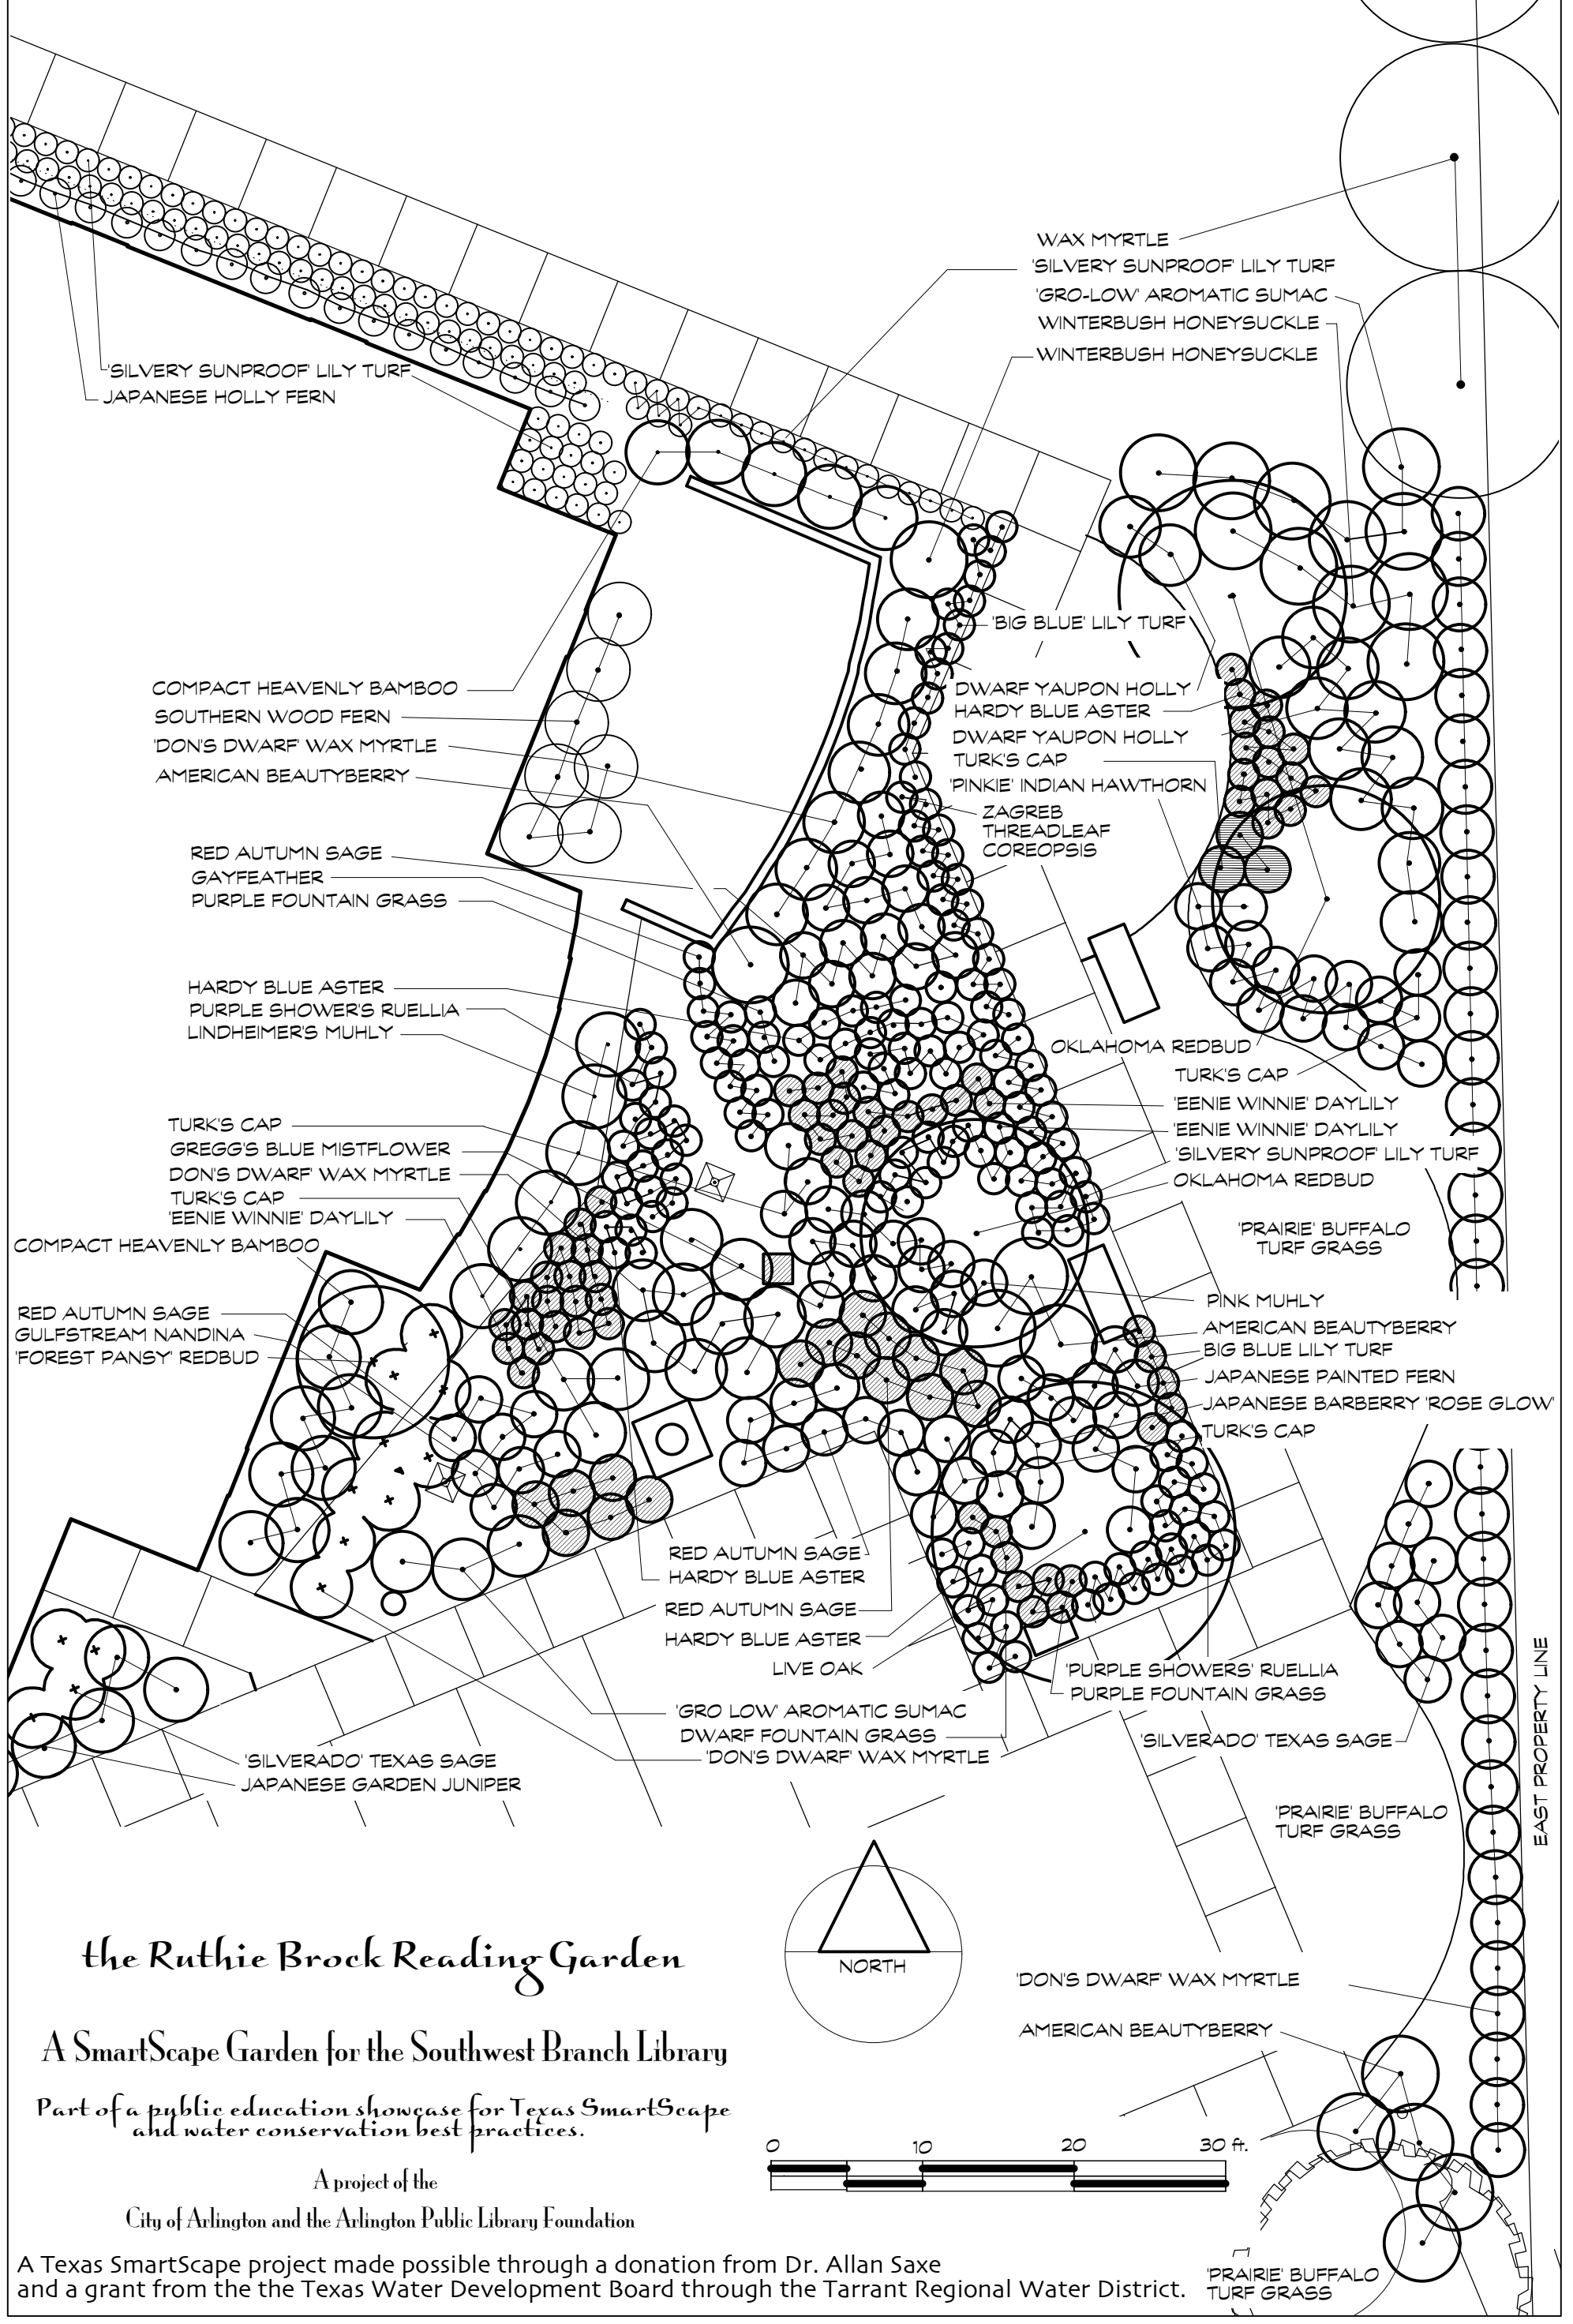 WAX MYRTLE
'SILVERY SUNPROOF' LILY TURF
'GRO-LOW' AROMATIC SUMAC
WINTERBUSH HONEYSUCKLE
WINTERBUSH HONEYSUCKLE
'SILVERY SUNPROOF' LILY TURF
JAPANESE HOLLY FERN
'BIG BLUE' LILY TURF
COMPACT HEAVENLY BAMBOO
SOUTHERN WOOD FERN
'DON'S DWARF' WAX MYRTLE
AMERICAN BEAUTYBERRY
DWARF YAUPON HOLLY
HARDY BLUE ASTER
DWARF YAUPON HOLLY
TURK'S CAP
'PINKIE' INDIAN HAWTHORN
ZAGREB
THREADLEAF
COREOPSIS
RED AUTUMN SAGE
GAYFEATHER
PURPLE FOUNTAIN GRASS
HARDY BLUE ASTER
PURPLE SHOWER'S RUELLIA
LINDHEIMER'S MUHLY
OKLAHOMA REDBUD
TURK'S CAP
'EENIE WINNIE' DAYLILY
'EENIE WINNIE' DAYLILY
'SILVERY SUNPROOF' LILY TURF
OKLAHOMA REDBUD
TURK'S CAP
GREGG'S BLUE MISTFLOWER
DON'S DWARF' WAX MYRTLE
TURK'S CAP
'EENIE WINNIE' DAYLILY
COMPACT HEAVENLY BAMBOO
'PRAIRIE' BUFFALO
TURF GRASS
RED AUTUMN SAGE
GULFSTREAM NANDINA
'FOREST PANSY' REDBUD
PINK MUHLY
AMERICAN BEAUTYBERRY
BIG BLUE LILY TURF
JAPANESE PAINTED FERN
JAPANESE BARBERRY 'ROSE GLOW'
TURK'S CAP
RED AUTUMN SAGE
HARDY BLUE ASTER
RED AUTUMN SAGE
HARDY BLUE ASTER
LIVE OAK
'PURPLE SHOWERS' RUELLIA
PURPLE FOUNTAIN GRASS
'GRO LOW' AROMATIC SUMAC
DWARF FOUNTAIN GRASS
'DON'S DWARF' WAX MYRTLE
'SILVERADO' TEXAS SAGE
'SILVERADO' TEXAS SAGE
JAPANESE GARDEN JUNIPER
EAST PROPERTY LINE
'PRAIRIE' BUFFALO
TURF GRASS
NORTH
'DON'S DWARF' WAX MYRTLE
AMERICAN BEAUTYBERRY
the Ruthie Brock Reading Garden
A SmartScape Garden for the Southwest Branch Library
Part of a public education showcase for Texas SmartScape
and water conservation best practices.
0 10 20 30 ft.
A project of the
City of Arlington and the Arlington Public Library Foundation
A Texas SmartScape project made possible through a donation from Dr. Allan Saxe
and a grant from the the Texas Water Development Board through the Tarrant Regional Water District.
'PRAIRIE' BUFFALO
TURF GRASS